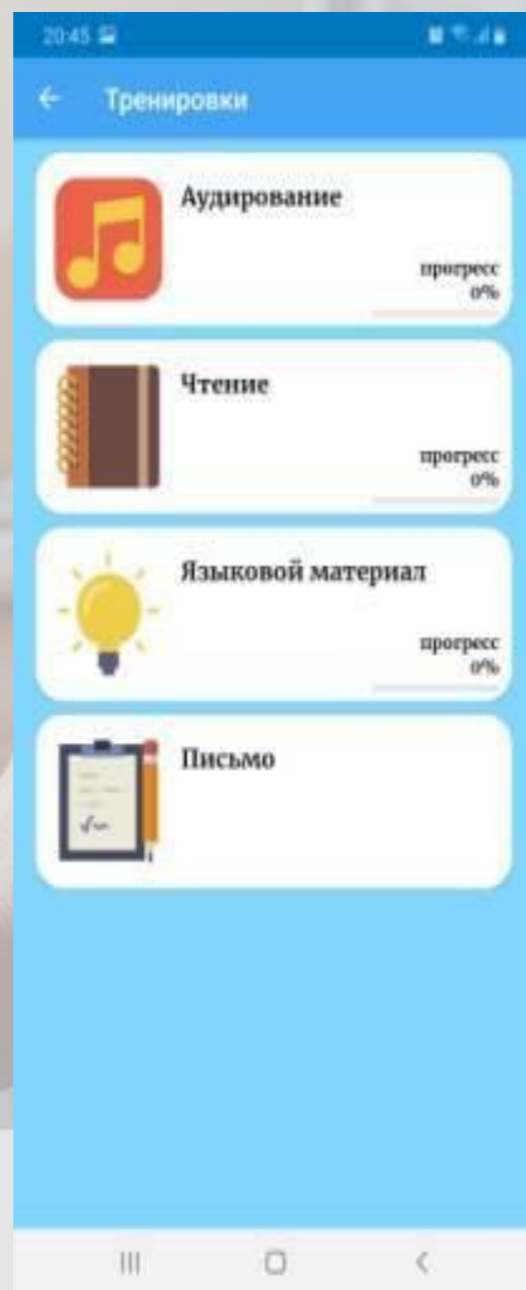 20:45
Тренировки
Аудирование
прогресс
0%
Чтение
прогресс
0%
Языковой материал
прогресс
0%
Письмо